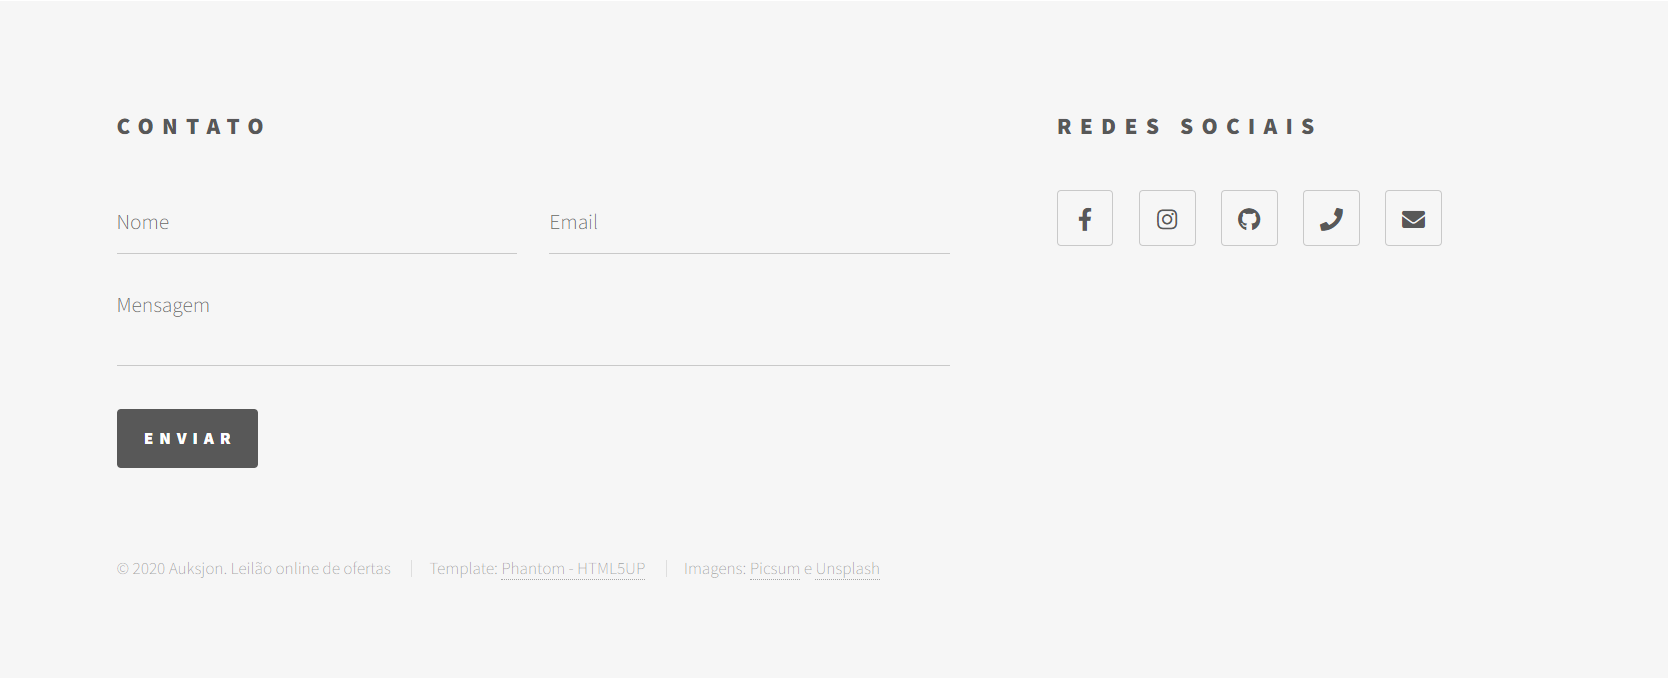 CONTATO
Nome
Email
Mensagem
ENVIAR
REDES SOCIAIS
© 2020 Auksjon. Leilão online de ofertas
Template: Phantom - HTML5UP
Imagens: Picsum e Unsplash